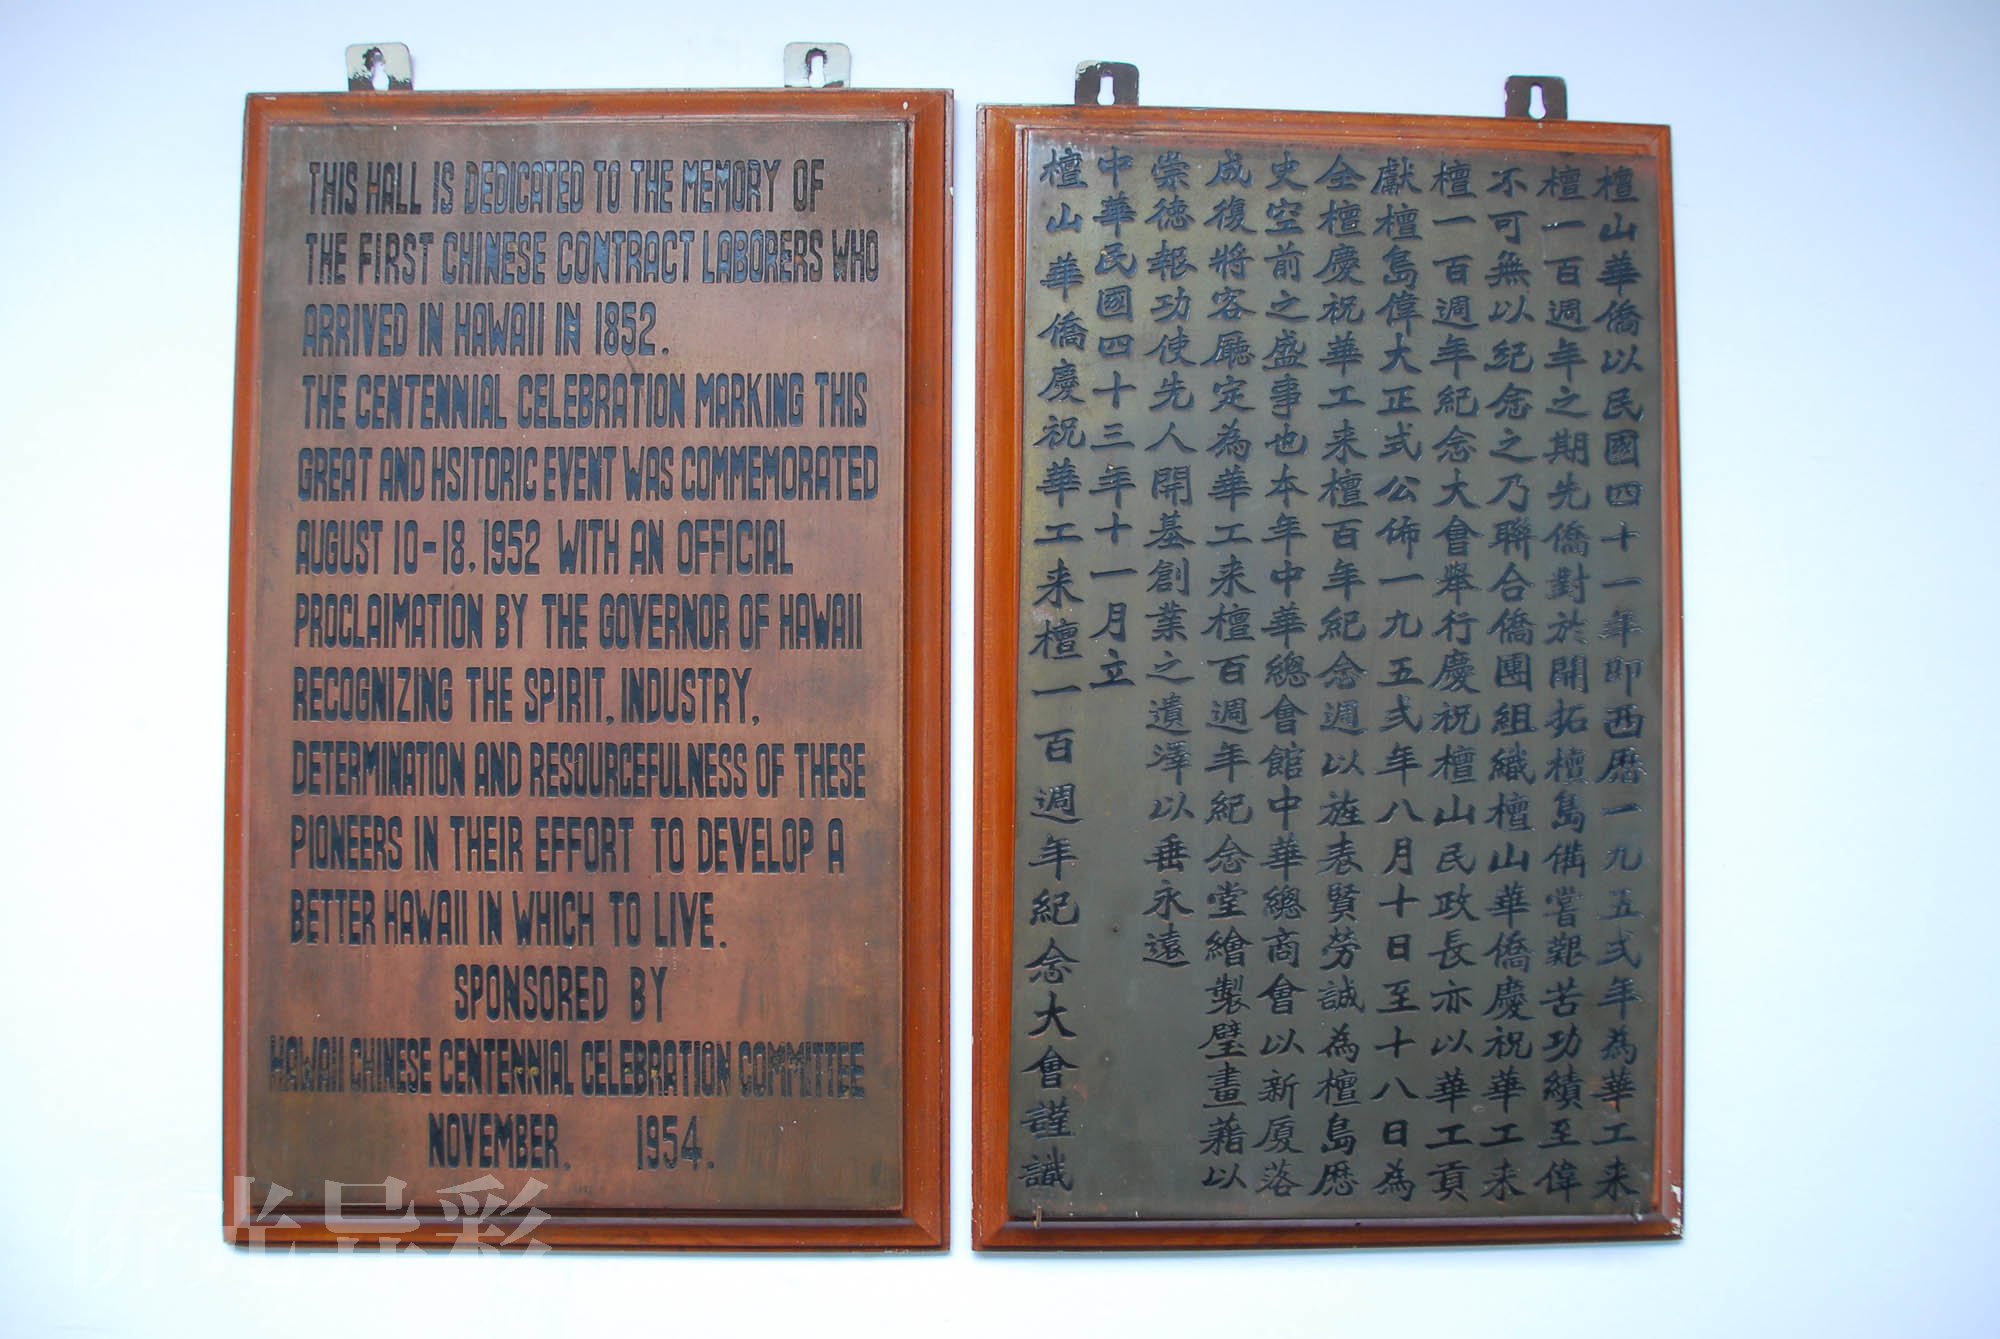 THIS HALL IS DEDICATED TO THE MEMORY OF
THE FIRST CHINESE CONTRACT LABORERS WHO
ARRIVED IN HAWAII IN 1852.
THE CENTENNIAL CELEBRATION MARKING THIS
GREAT AND HSITORIC EVENT WAS COMMEMORATED
AUGUST 10-18, 1952 WITH AN OFFICIAL
PROCLAIMATION BY THE GOVERNOR OF HAWAII
RECOGNIZING THE SPIRIT, INDUSTRY,
DETERMINATION AND RESOURCEFULNESS OF THESE
PIONEERS IN THEIR EFFORT TO DEVELOP A
BETTER HAWAII IN WHICH TO LIVE.
SPONSORED BY
HAWAII CHINESE CENTENNIAL CELEBRATION COMMITTEE
NOVEMBER. 1954.
檀山華僑以民國四十一年即西曆一九五弍年為華工来
檀一百週年之期先僑對於開拓檀島備嘗艱苦功績至偉
不可無以紀念之乃聯合僑團組織檀山華僑慶祝華工来
檀一百週年紀念大會舉行慶祝檀山民政長亦以華工貢
獻檀島偉大正式公佈一九五弍年八月十日至十八日為
全檀慶祝華工来檀百年紀念週以旌表賢勞誠為檀島歷
史空前之盛事也本年中華總會館中華總商會以新厦落
成復將客廳定為華工来檀百週年紀念堂繪製壁畫藉以
崇德報功使先人開基創業之遺澤以垂永遠
中華民國四十三年十一月立
檀山華僑慶祝華工来檀一百週年紀念大會謹識